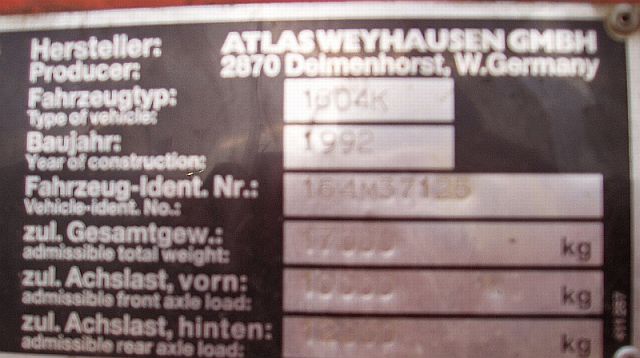 Hersteller: ATLAS WEYHAUSEN GMBH
Producer: 2870 Delmenhorst, W.Germany
Fahrzeugtyp: 1604K
Type of vehicle:
Baujahr: 1992
Year of construction:
Fahrzeug-Ident. Nr.:
Vehicle-ident. No.:
zul. Gesamtgew.: kg
admissible total weight:
zul. Achslast, vorn: kg
admissible front axle load:
zul. Achslast, hinten: kg
admissible rear axle load: